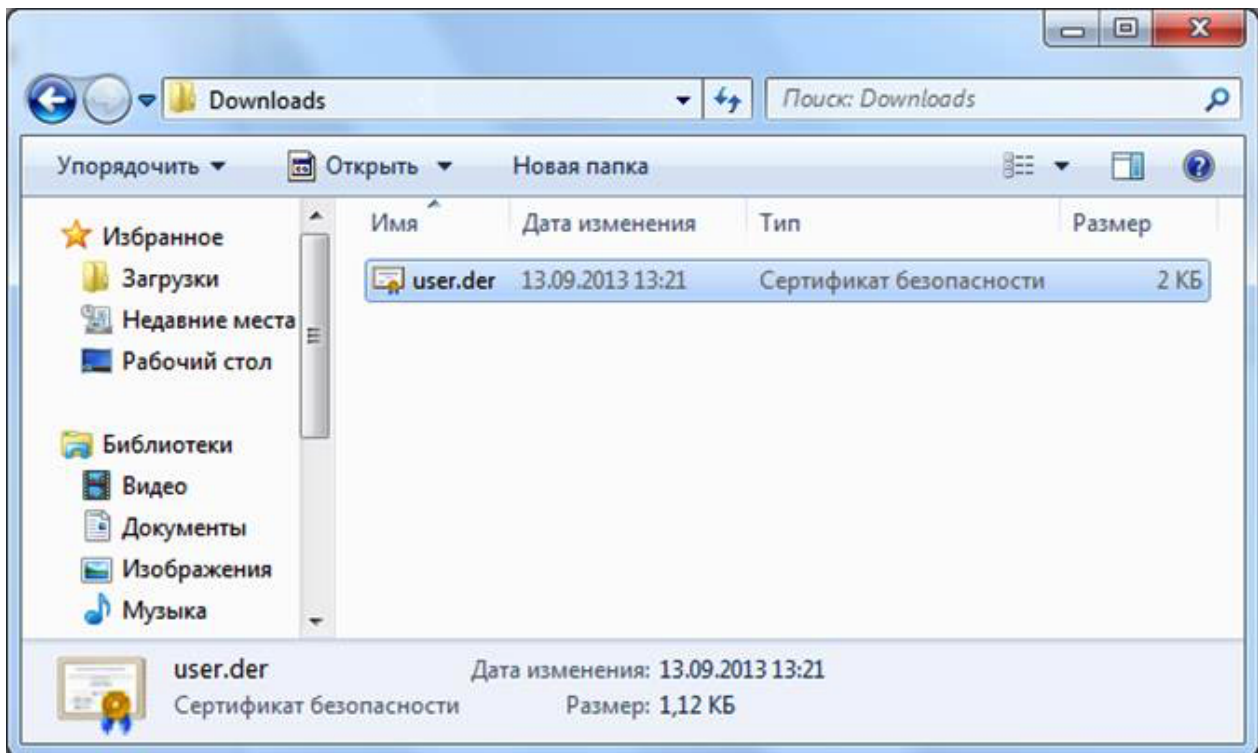 Downloads Поиск: Downloads
Упорядочить Открыть Новая папка
Избранное
Загрузки
Недавние места
Рабочий стол
Библиотеки
Видео
Документы
Изображения
Музыка
Имя Дата изменения Тип Размер
user.der 13.09.2013 13:21 Сертификат безопасности 2 КБ
user.der Дата изменения: 13.09.2013 13:21
Сертификат безопасности Размер: 1,12 КБ